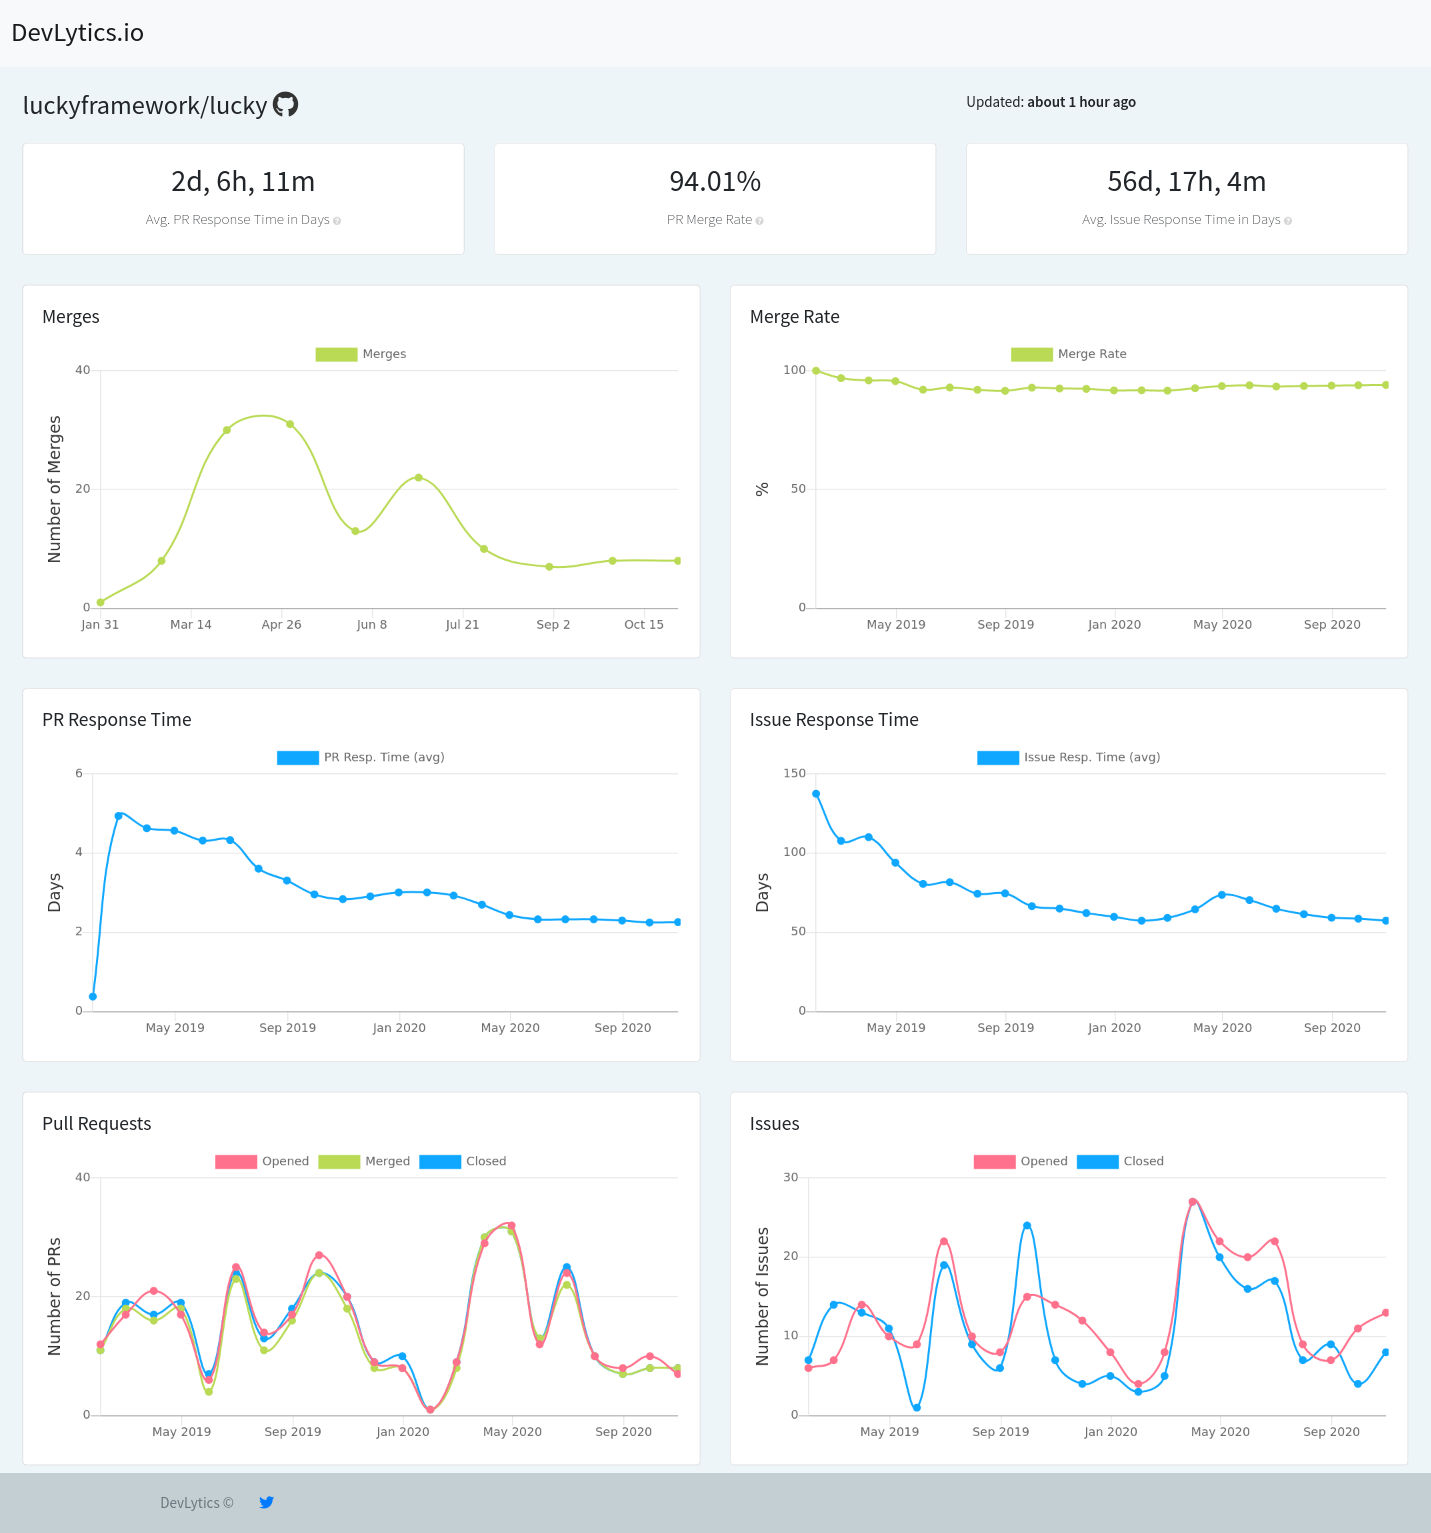 DevLytics.io
luckyframework/lucky
Updated: about 1 hour ago
2d, 6h, 11m
Avg. PR Response Time in Days
94.01%
PR Merge Rate
56d, 17h, 4m
Avg. Issue Response Time in Days
Merges
Merges
Number of Merges
40
20
0
Jan 31 Mar 14 Apr 26 Jun 8 Jul 21 Sep 2 Oct 15
Merge Rate
Merge Rate
%
100
50
0
May 2019 Sep 2019 Jan 2020 May 2020 Sep 2020
PR Response Time
PR Resp. Time (avg)
Days
6
4
2
0
May 2019 Sep 2019 Jan 2020 May 2020 Sep 2020
Issue Response Time
Issue Resp. Time (avg)
Days
150
100
50
0
May 2019 Sep 2019 Jan 2020 May 2020 Sep 2020
Pull Requests
Opened Merged Closed
Number of PRs
40
20
0
May 2019 Sep 2019 Jan 2020 May 2020 Sep 2020
Issues
Opened Closed
Number of Issues
30
20
10
0
May 2019 Sep 2019 Jan 2020 May 2020 Sep 2020
DevLytics ©